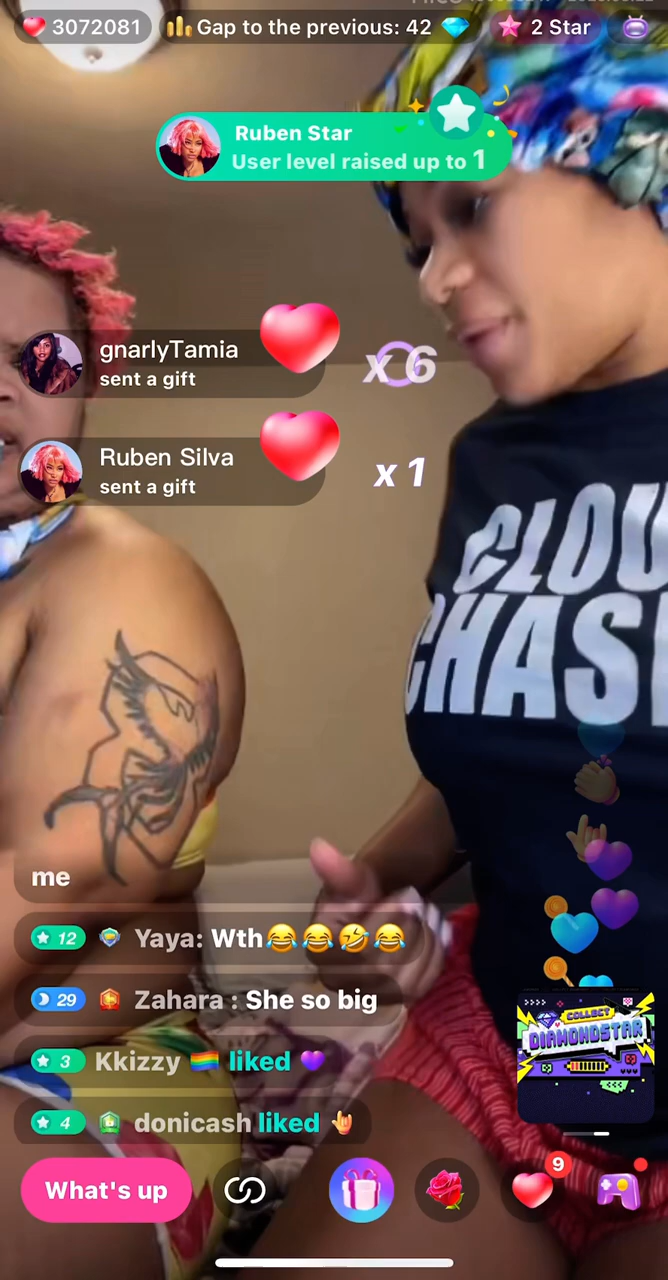 3072081
Gap to the previous: 42
2 Star
Ruben Star
User level raised up to 1
gnarlyTamia
sent a gift
x 6
Ruben Silva
sent a gift
x 1
CLOU
CHAS
me
12 Yaya: Wth😂😂🤣😂
29 Zahara : She so big
3 Kkizzy 🏳️‍🌈 liked 💜
4 donicash liked 🤟
COLLECT
DIAMONDSTAR
What's up
9